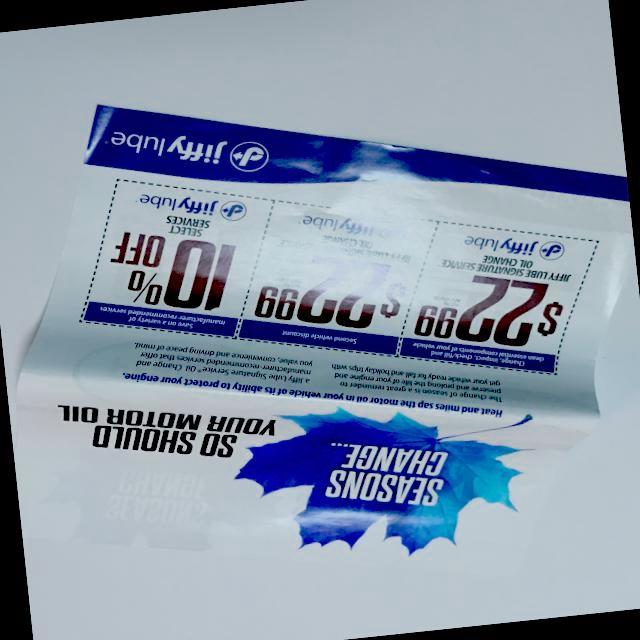 SEASONS
CHANGE...
SO SHOULD
YOUR MOTOR OIL
Heat and miles sap the motor oil in your vehicle of its ability to protect your engine.
The change of season is a great reminder to
preserve and prolong the life of your engine and
get your vehicle ready for fall and holiday trips with
a Jiffy Lube Signature Service® Oil Change and
manufacturer recommended services that offer
you value, convenience and driving peace of mind.
Change, inspect, check/fill and
clean essential components of your vehicle
$22.99
JIFFY LUBE SIGNATURE SERVICE
OIL CHANGE
jiffy lube
Second vehicle discount
$22.99
OIL CHANGE
jiffy lube
Save on a variety of
manufacturer recommended services
10%
OFF
SELECT
SERVICES
jiffy lube
jiffy lube